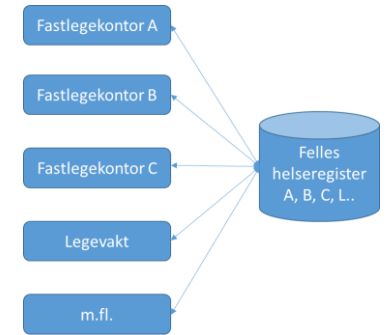 Fastlegekontor A
Fastlegekontor B
Fastlegekontor C
Legevakt
m.fl.
Felles
helseregister
A, B, C, L..